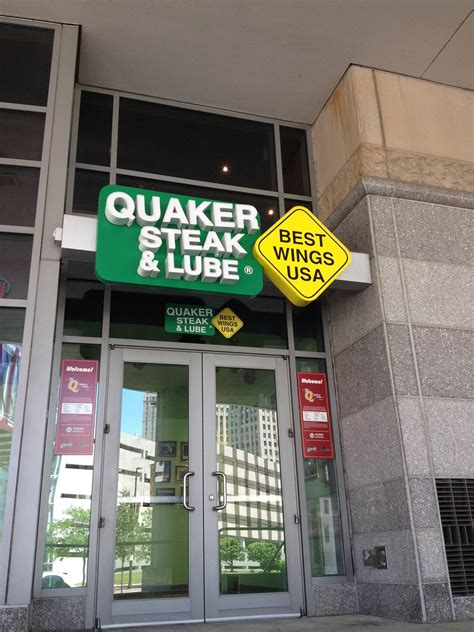 QUAKER
STEAK
& LUBE®
BEST
WINGS
USA
QUAKER
STEAK
& LUBE
BEST
WINGS
USA
Welcome!
Welcome!